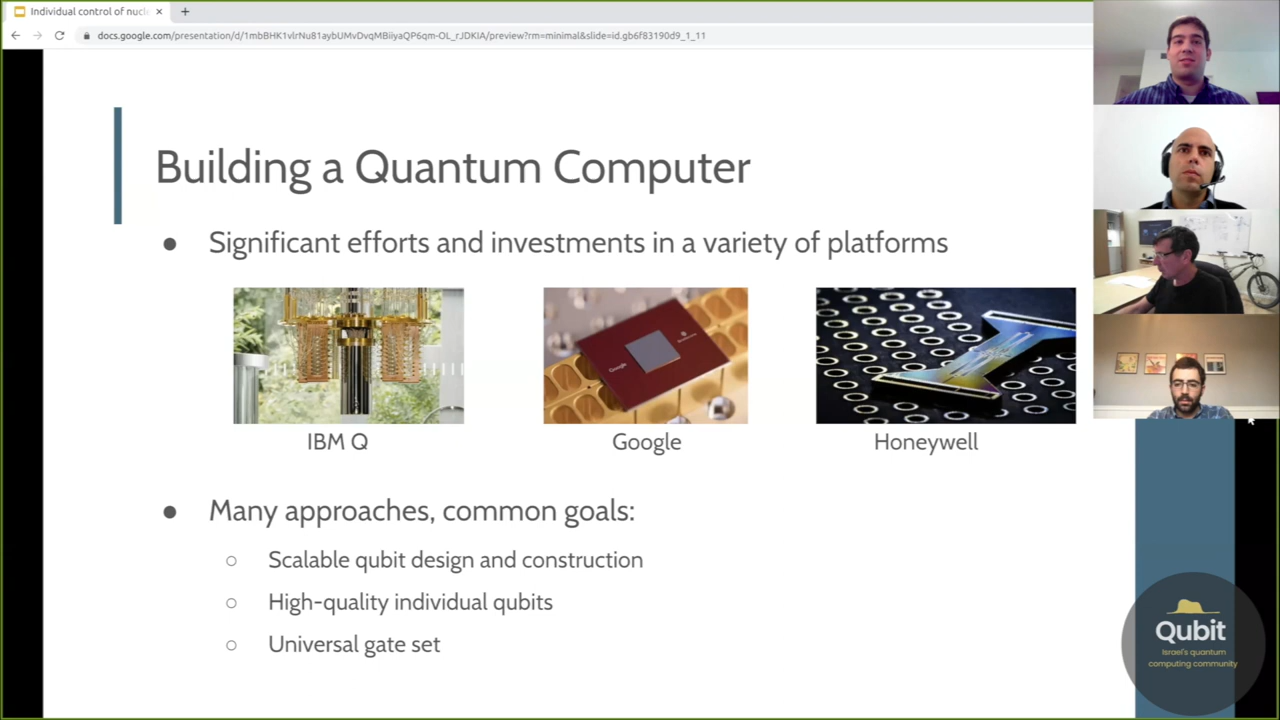 Individual control of nucl
docs.google.com/presentation/d/1mbBHK1vlrNu81aybUMvDvqMBiiyaQP6qm-OL_rJDKIA/preview?rm=minimal&slide=id.gb6f83190d9_1_11
Building a Quantum Computer
● Significant efforts and investments in a variety of platforms
Google
IBM Q
Google
Honeywell
● Many approaches, common goals:
○ Scalable qubit design and construction
○ High-quality individual qubits
○ Universal gate set
Qubit
Israel's quantum
computing community